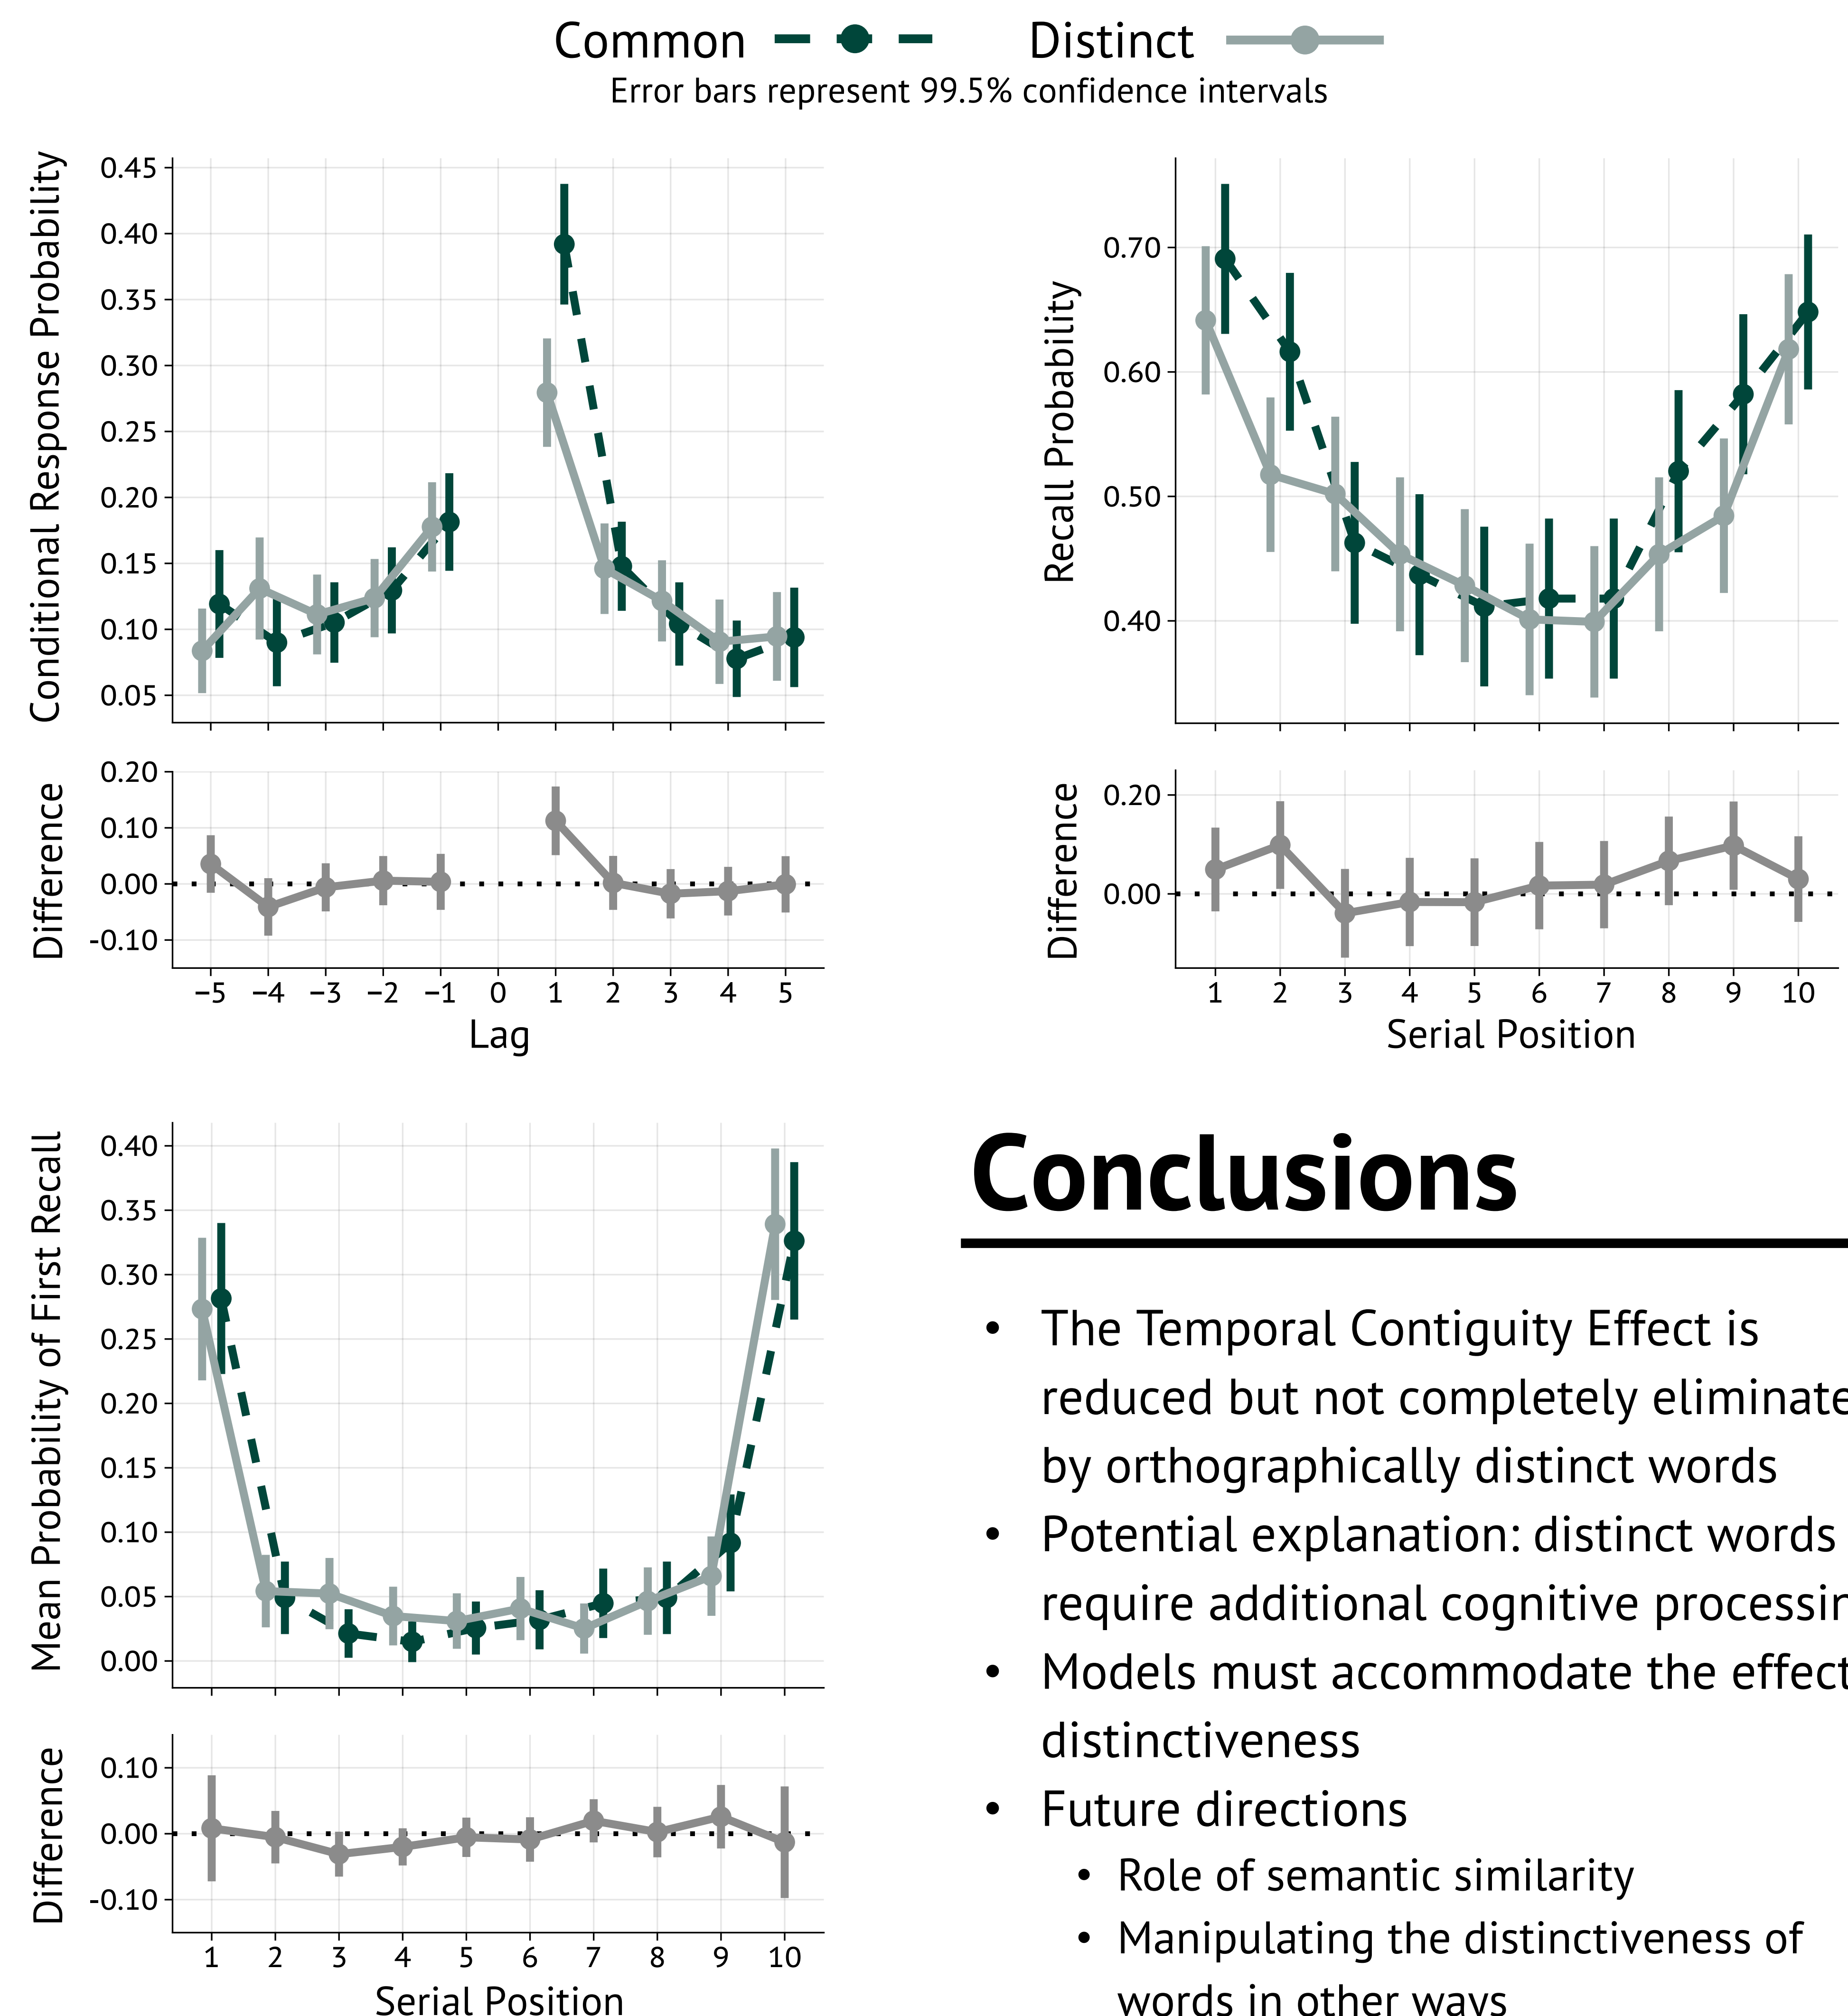 Common Distinct
Error bars represent 99.5% confidence intervals
Conditional Response Probability
0.45
0.40
0.35
0.30
0.25
0.20
0.15
0.10
0.05
Difference
0.20
0.10
0.00
-0.10
−5 −4 −3 −2 −1 0 1 2 3 4 5
Lag
Recall Probability
0.70
0.60
0.50
0.40
Difference
0.20
0.00
1 2 3 4 5 6 7 8 9 10
Serial Position
Mean Probability of First Recall
0.40
0.35
0.30
0.25
0.20
0.15
0.10
0.05
0.00
Difference
0.10
0.00
-0.10
1 2 3 4 5 6 7 8 9 10
Serial Position
Conclusions
• The Temporal Contiguity Effect is
reduced but not completely eliminate
by orthographically distinct words
• Potential explanation: distinct words
require additional cognitive processin
• Models must accommodate the effect
distinctiveness
• Future directions
• Role of semantic similarity
• Manipulating the distinctiveness of
words in other ways